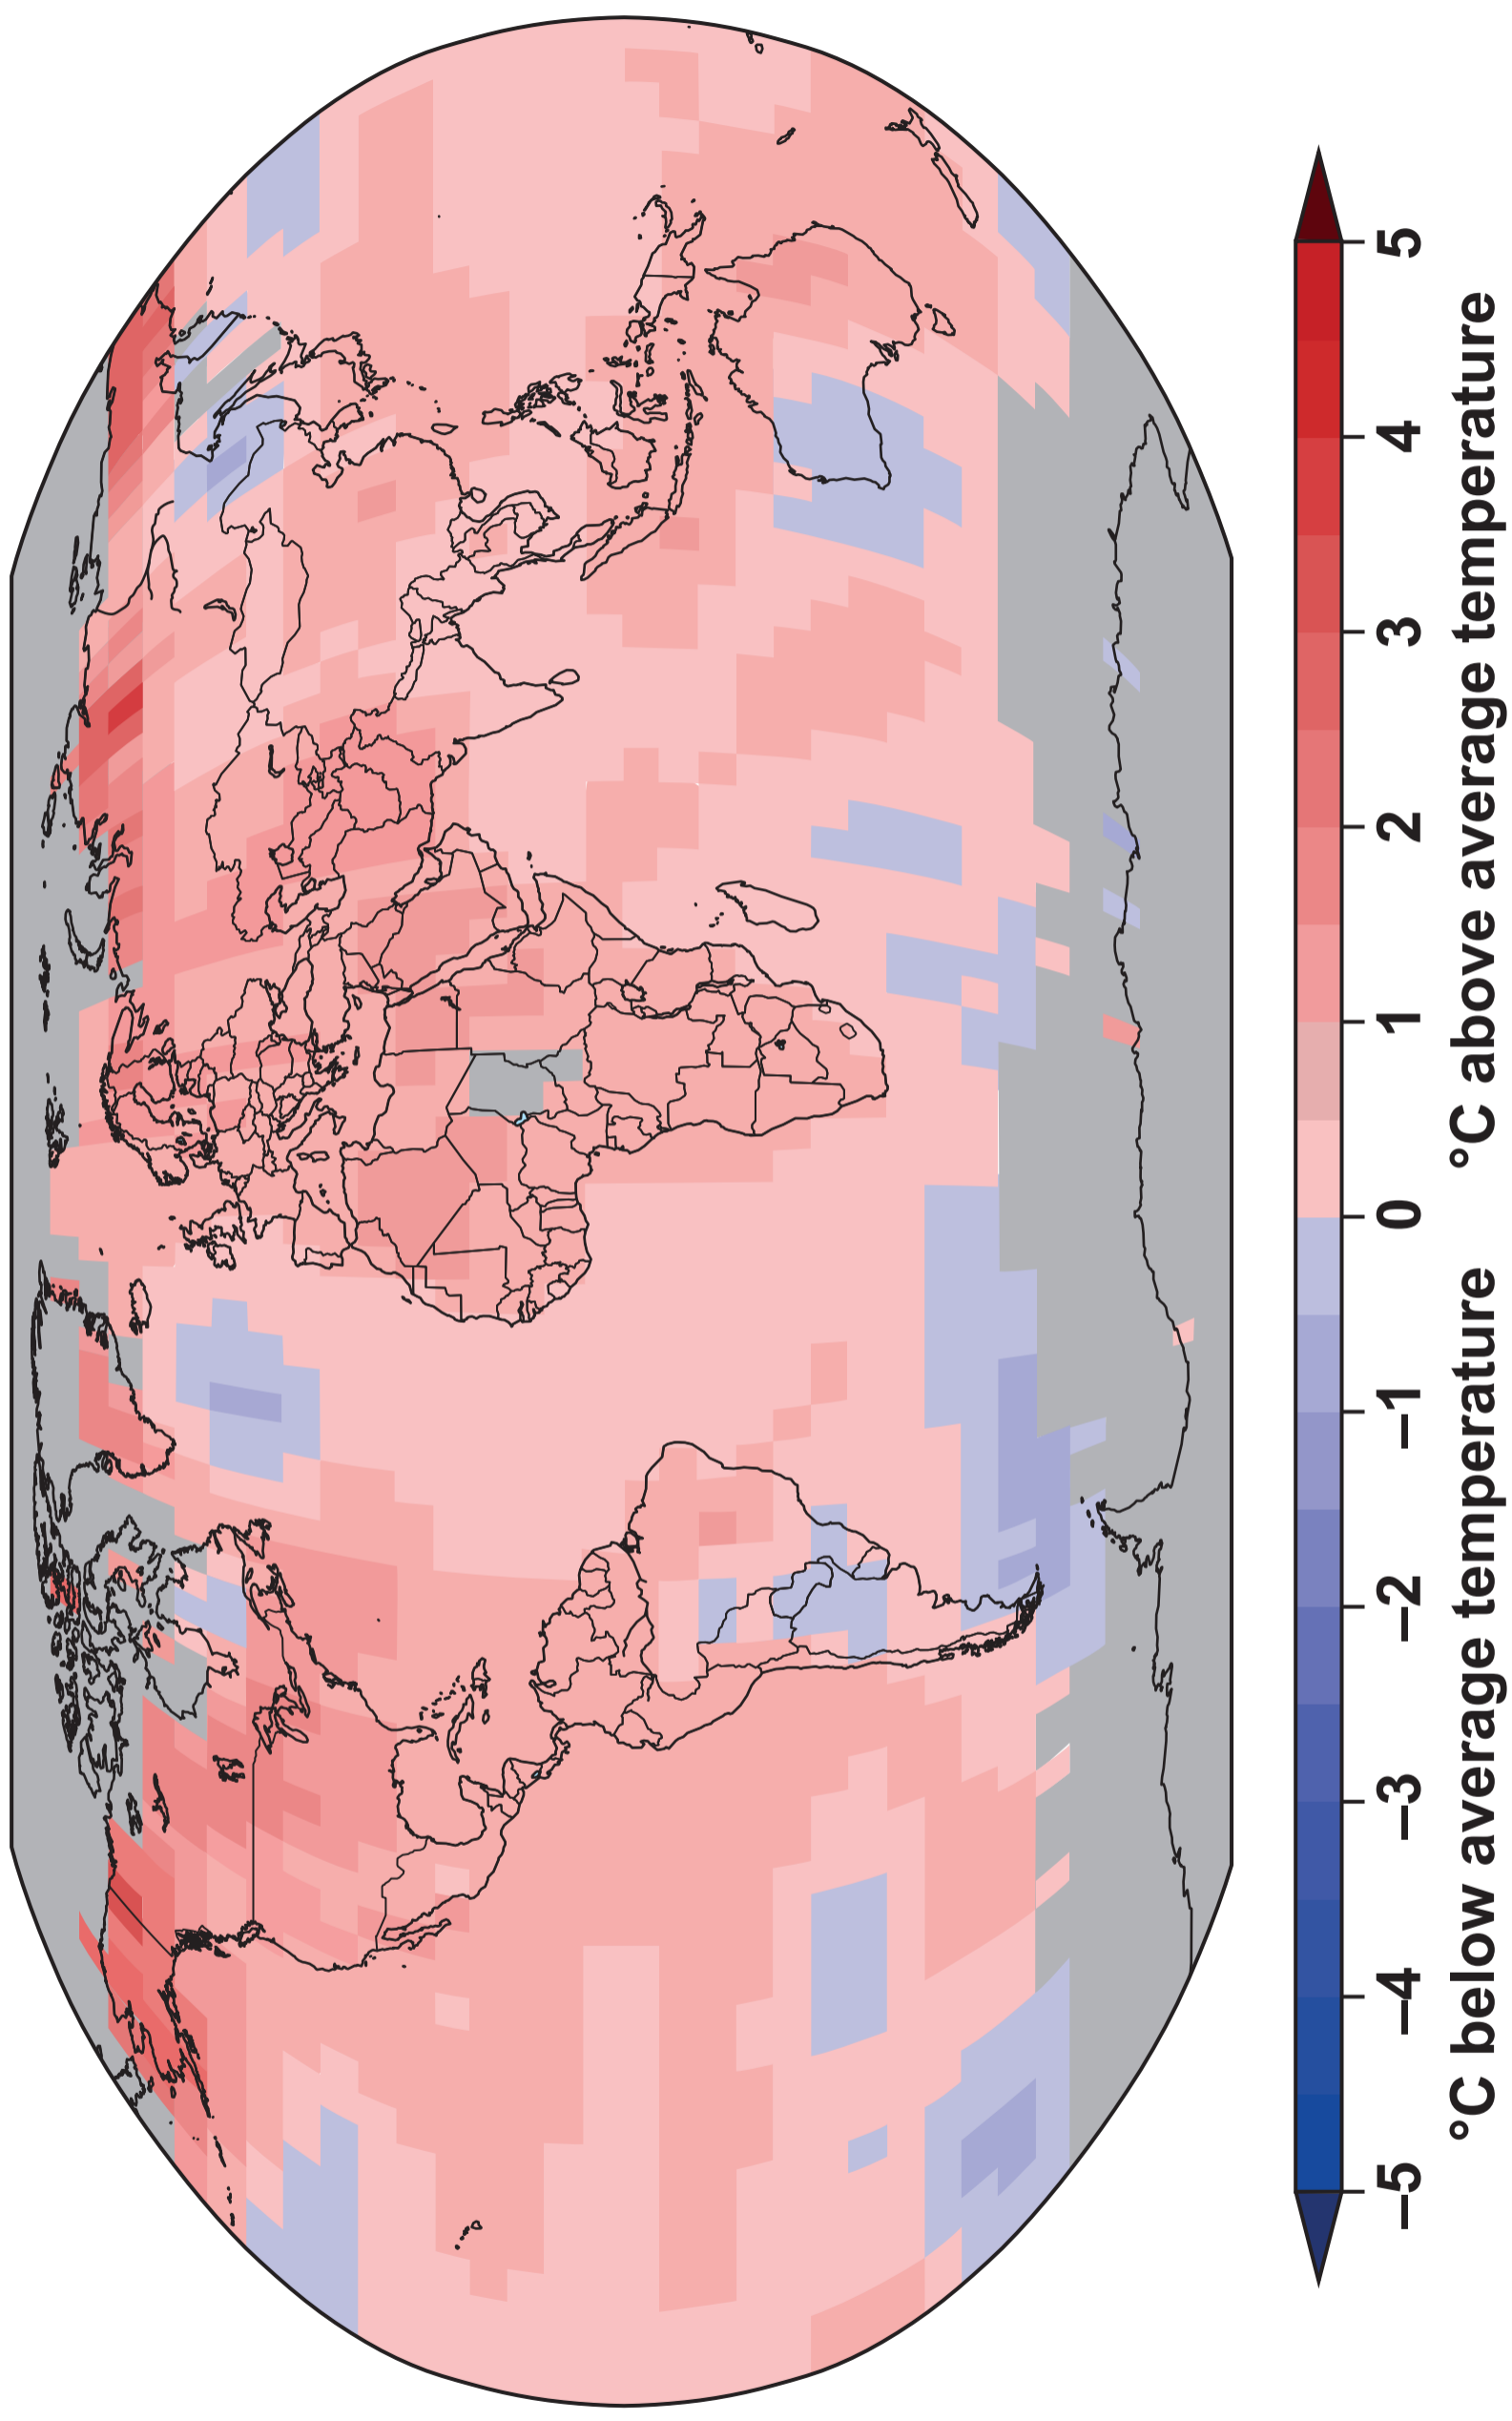 –5 –4 –3 –2 –1 0 1 2 3 4 5
°C below average temperature °C above average temperature